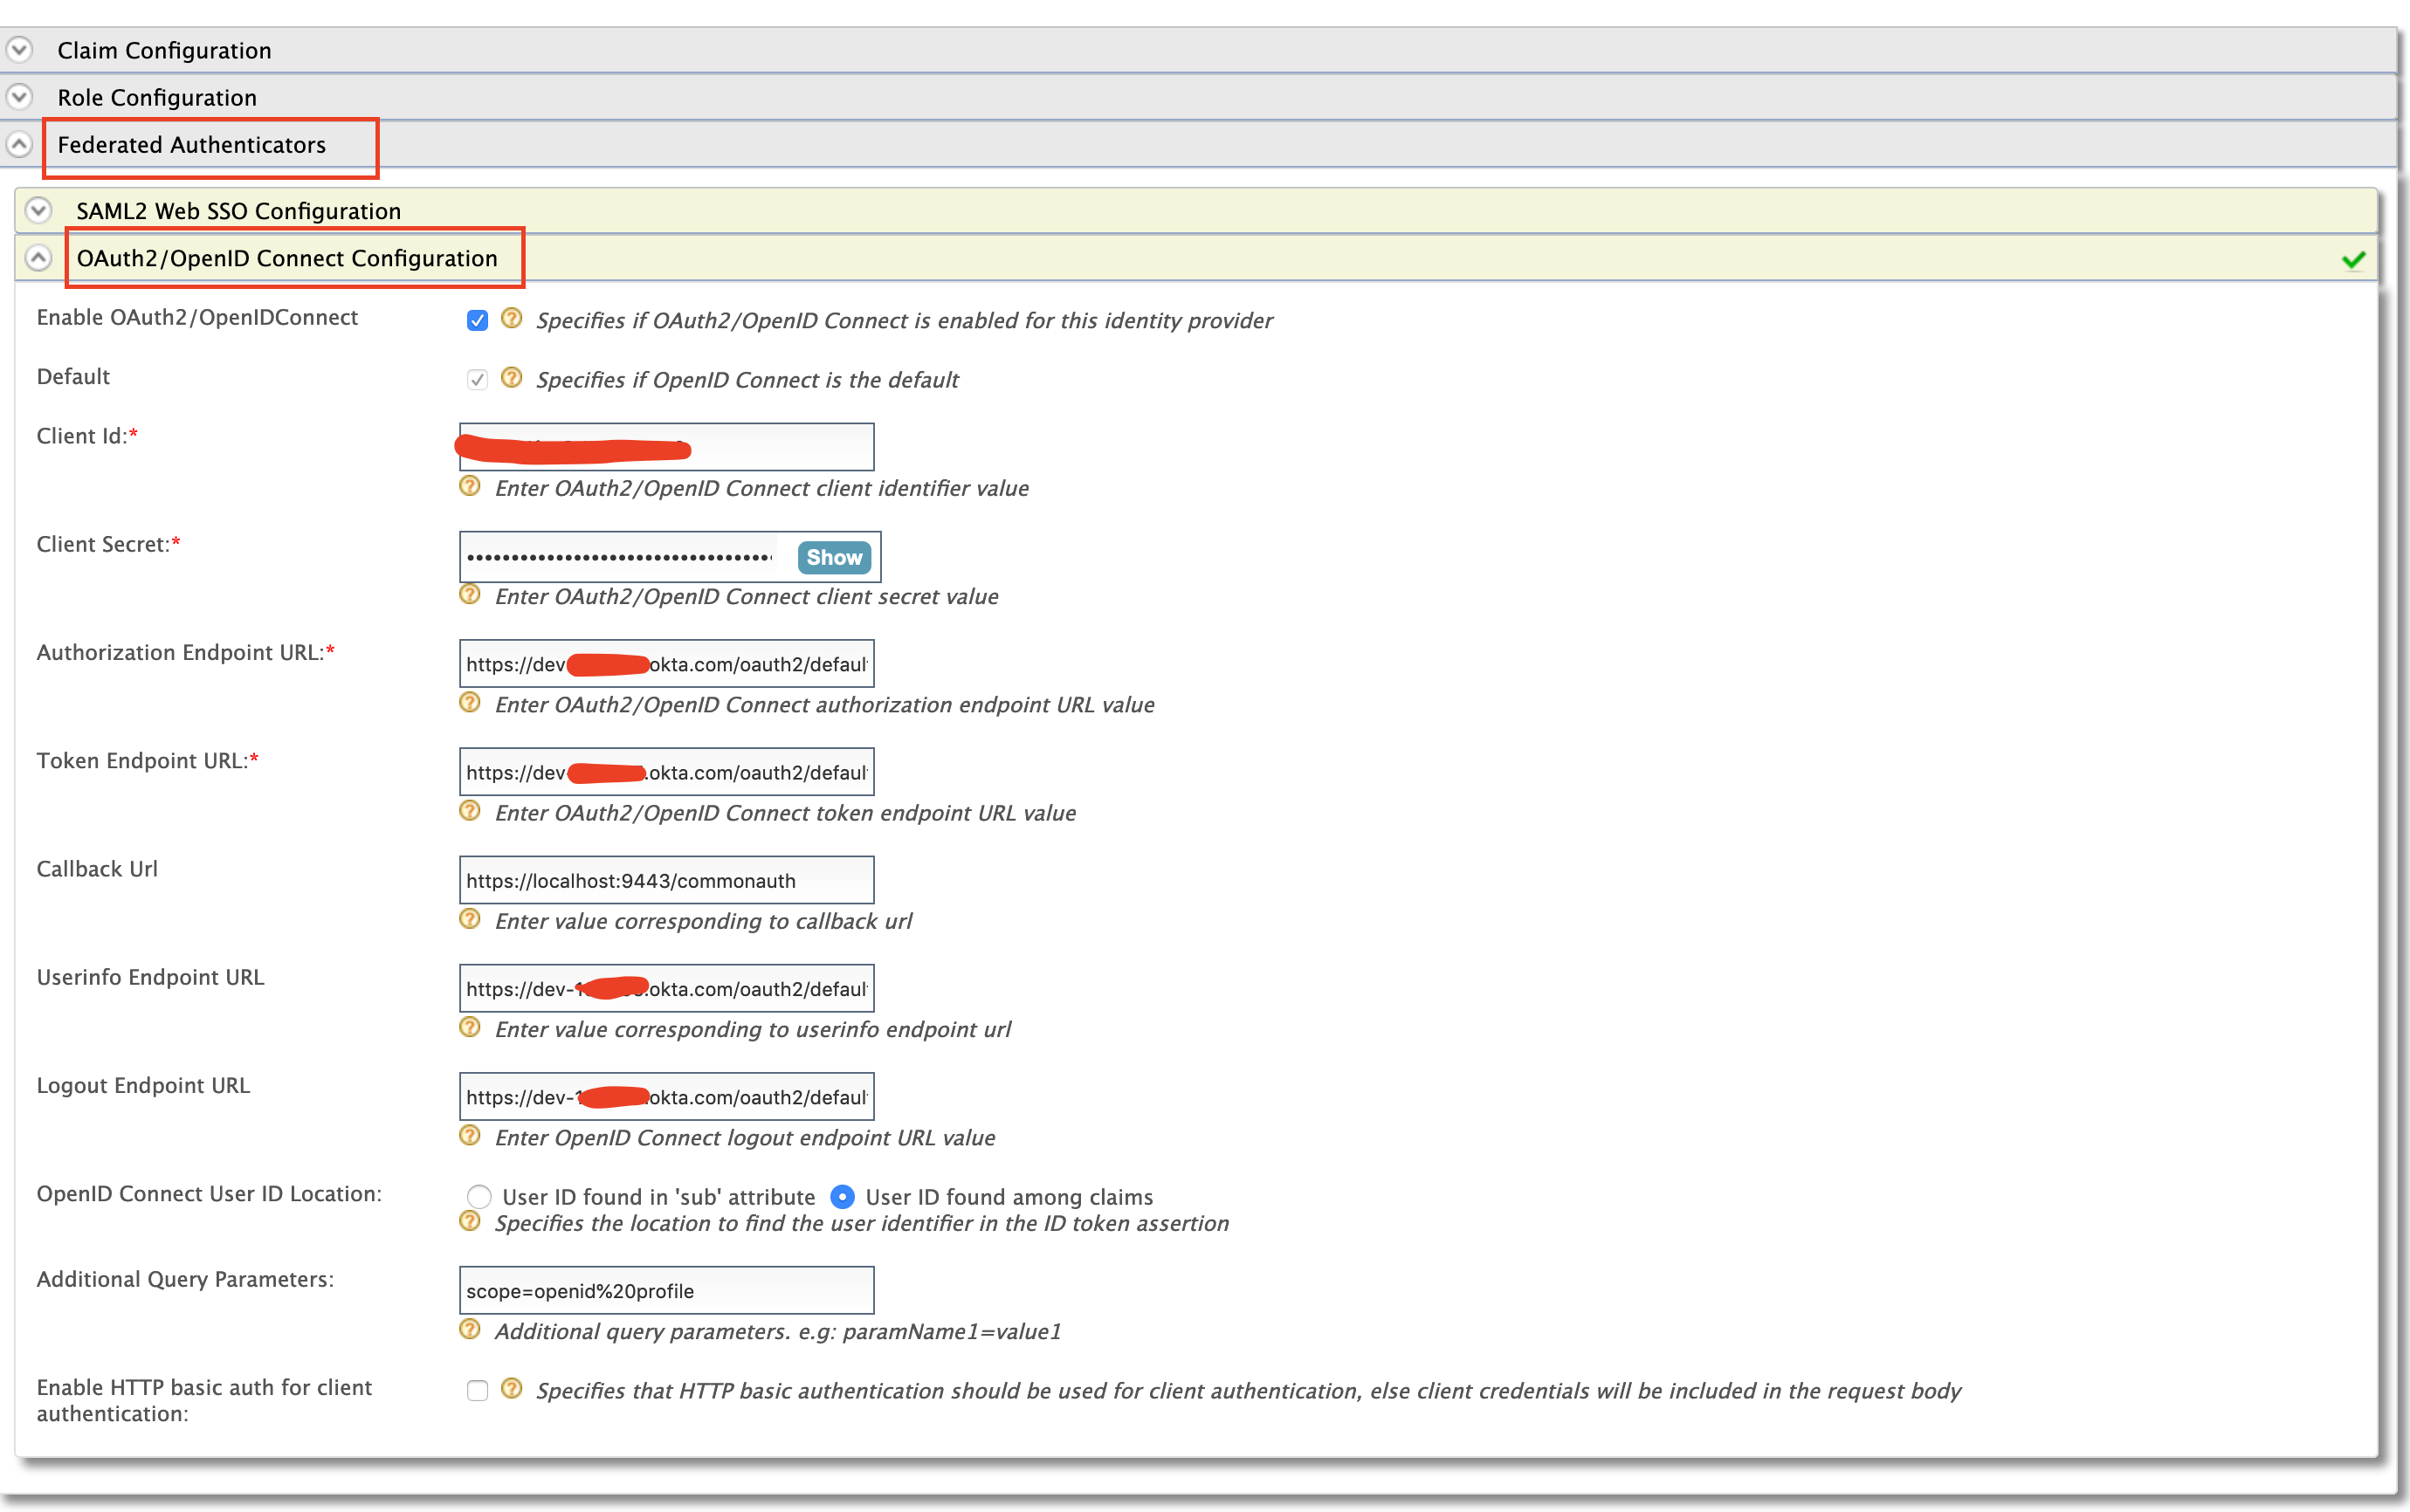 Claim Configuration
Role Configuration
Federated Authenticators
SAML2 Web SSO Configuration
OAuth2/OpenID Connect Configuration
Enable OAuth2/OpenIDConnect
Specifies if OAuth2/OpenID Connect is enabled for this identity provider
Default
Specifies if OpenID Connect is the default
Client Id:*
Enter OAuth2/OpenID Connect client identifier value
Client Secret:*
Show
Enter OAuth2/OpenID Connect client secret value
Authorization Endpoint URL:*
https://dev okta.com/oauth2/defaul
Enter OAuth2/OpenID Connect authorization endpoint URL value
Token Endpoint URL:*
https://dev .okta.com/oauth2/defaul
Enter OAuth2/OpenID Connect token endpoint URL value
Callback Url
https://localhost:9443/commonauth
Enter value corresponding to callback url
Userinfo Endpoint URL
https://dev- .okta.com/oauth2/defaul
Enter value corresponding to userinfo endpoint url
Logout Endpoint URL
https://dev- okta.com/oauth2/defaul
Enter OpenID Connect logout endpoint URL value
OpenID Connect User ID Location:
User ID found in 'sub' attribute User ID found among claims
Specifies the location to find the user identifier in the ID token assertion
Additional Query Parameters:
scope=openid%20profile
Additional query parameters. e.g: paramName1=value1
Enable HTTP basic auth for client
authentication:
Specifies that HTTP basic authentication should be used for client authentication, else client credentials will be included in the request body